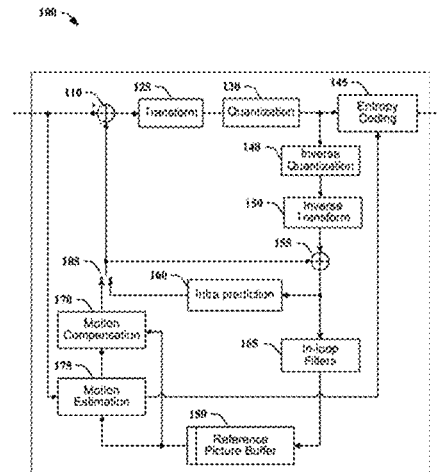 100
110
125
Transform
130
Quantization
145
Entropy
Coding
140
Inverse
Quantization
150
Inverse
Transform
155
185
160
Intra prediction
170
Motion
Compensation
165
In-loop
Filters
175
Motion
Estimation
180
Reference
Picture Buffer